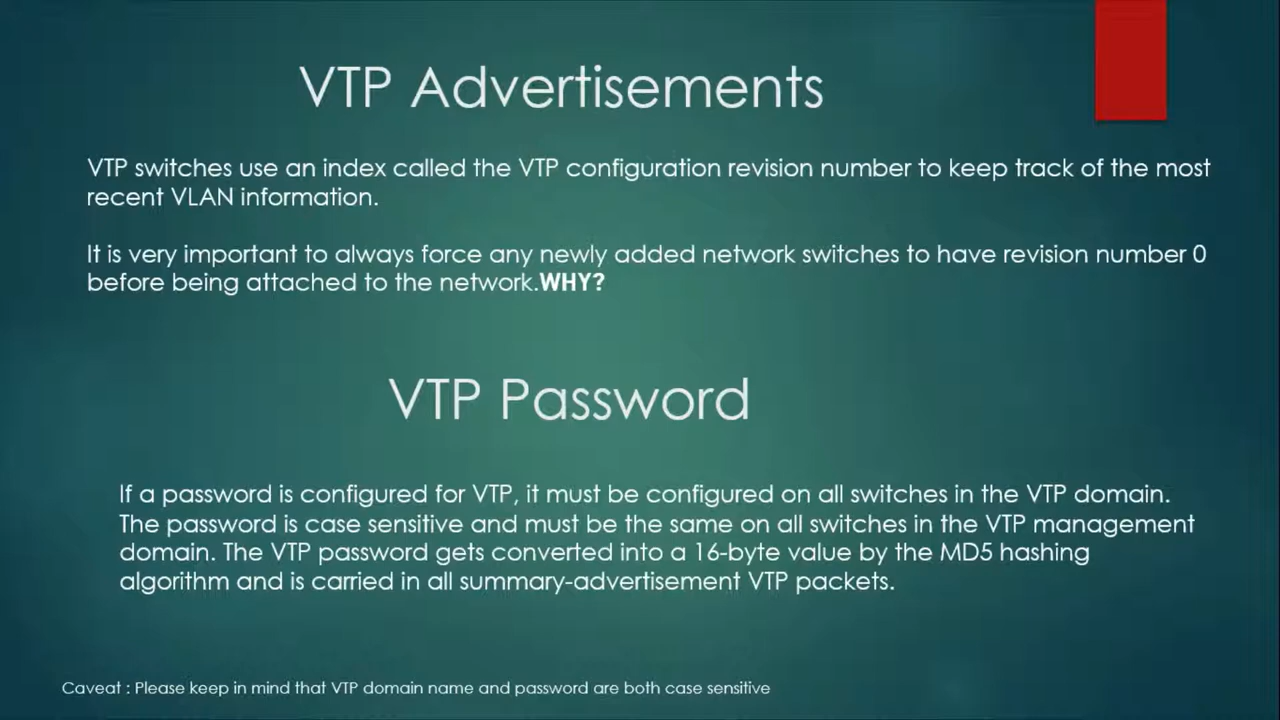 VTP Advertisements
VTP switches use an index called the VTP configuration revision number to keep track of the most
recent VLAN information.
It is very important to always force any newly added network switches to have revision number 0
before being attached to the network.WHY?
VTP Password
If a password is configured for VTP, it must be configured on all switches in the VTP domain.
The password is case sensitive and must be the same on all switches in the VTP management
domain. The VTP password gets converted into a 16-byte value by the MD5 hashing
algorithm and is carried in all summary-advertisement VTP packets.
Caveat : Please keep in mind that VTP domain name and password are both case sensitive